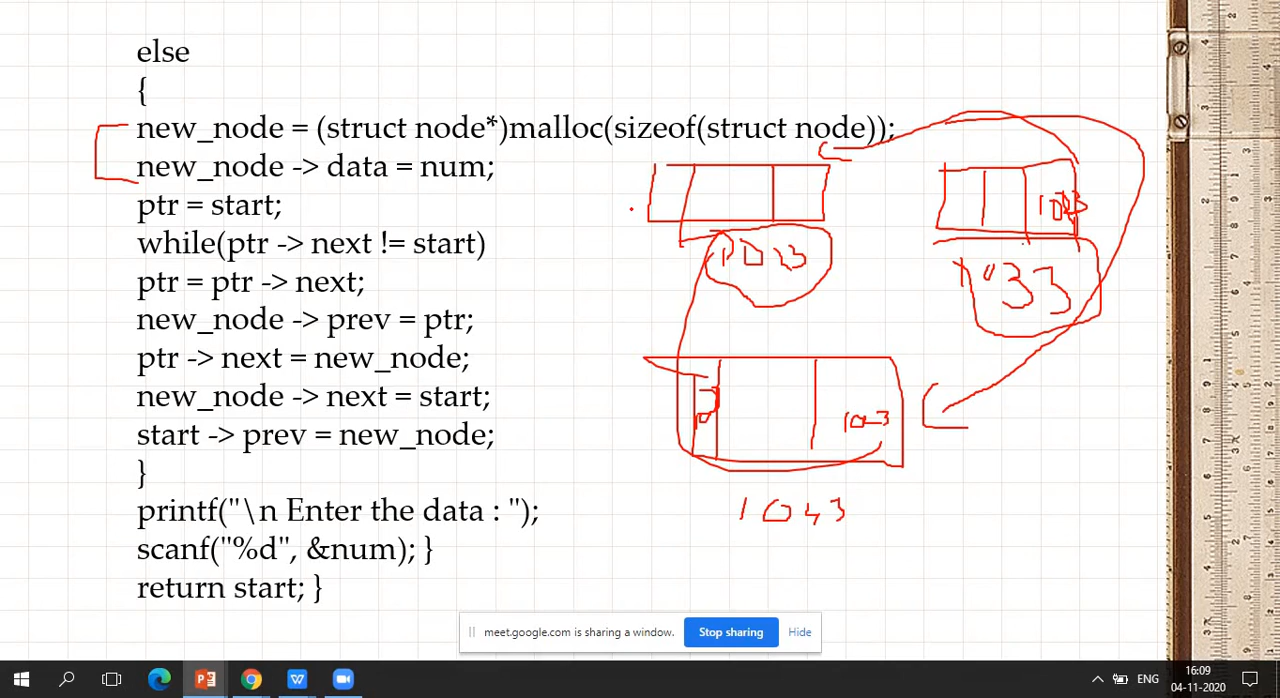 else
{
new_node = (struct node*)malloc(sizeof(struct node));
new_node -> data = num;
ptr = start;
while(ptr -> next != start)
ptr = ptr -> next;
new_node -> prev = ptr;
ptr -> next = new_node;
new_node -> next = start;
start -> prev = new_node;
}
printf("\n Enter the data : ");
scanf("%d", &num); }
return start; }
1033
1043
meet.google.com is sharing a window. Stop sharing Hide
ENG
16:09
04-11-2020